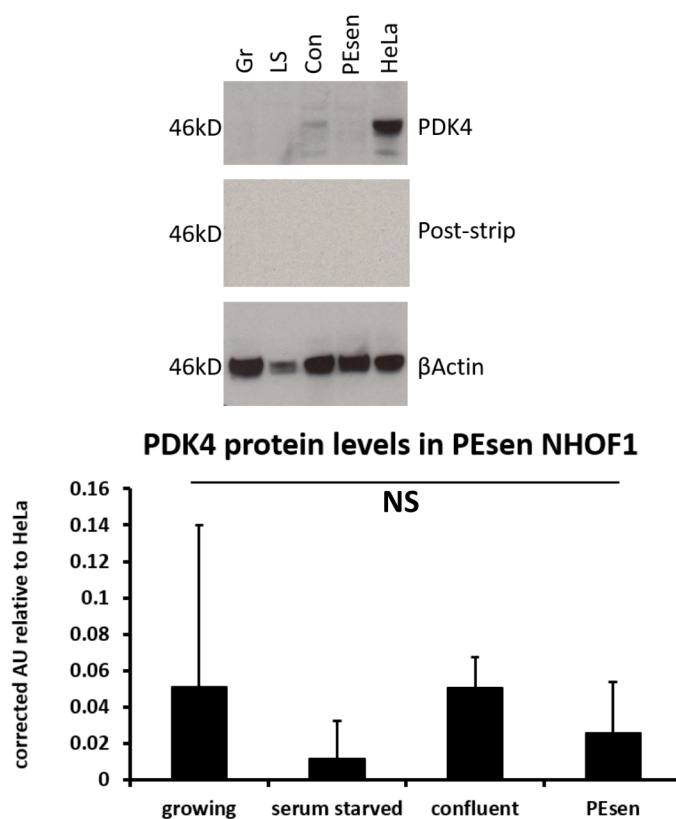 Gr LS Con PEsen HeLa
46kD PDK4
46kD Post-strip
46kD βActin
PDK4 protein levels in PEsen NHOF1
NS
corrected AU relative to HeLa
0.16
0.14
0.12
0.1
0.08
0.06
0.04
0.02
0
growing serum starved confluent PEsen